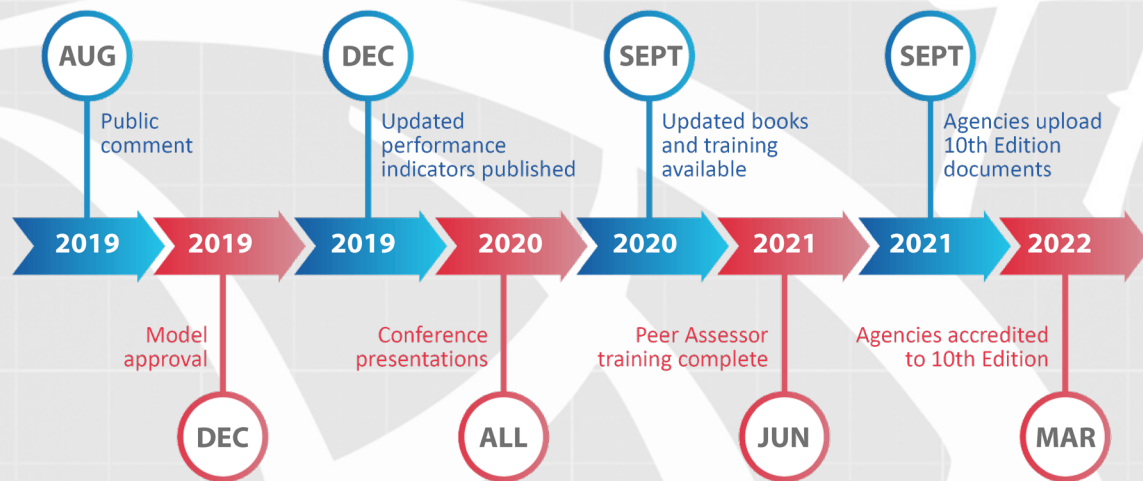 AUG
DEC
SEPT
SEPT
Public
comment
Updated
performance
indicators published
Updated books
and training
available
Agencies upload
10th Edition
documents
2019
2019
2019
2020
2020
2021
2021
2022
Model
approval
Conference
presentations
Peer Assessor
training complete
Agencies accredited
to 10th Edition
DEC
ALL
JUN
MAR